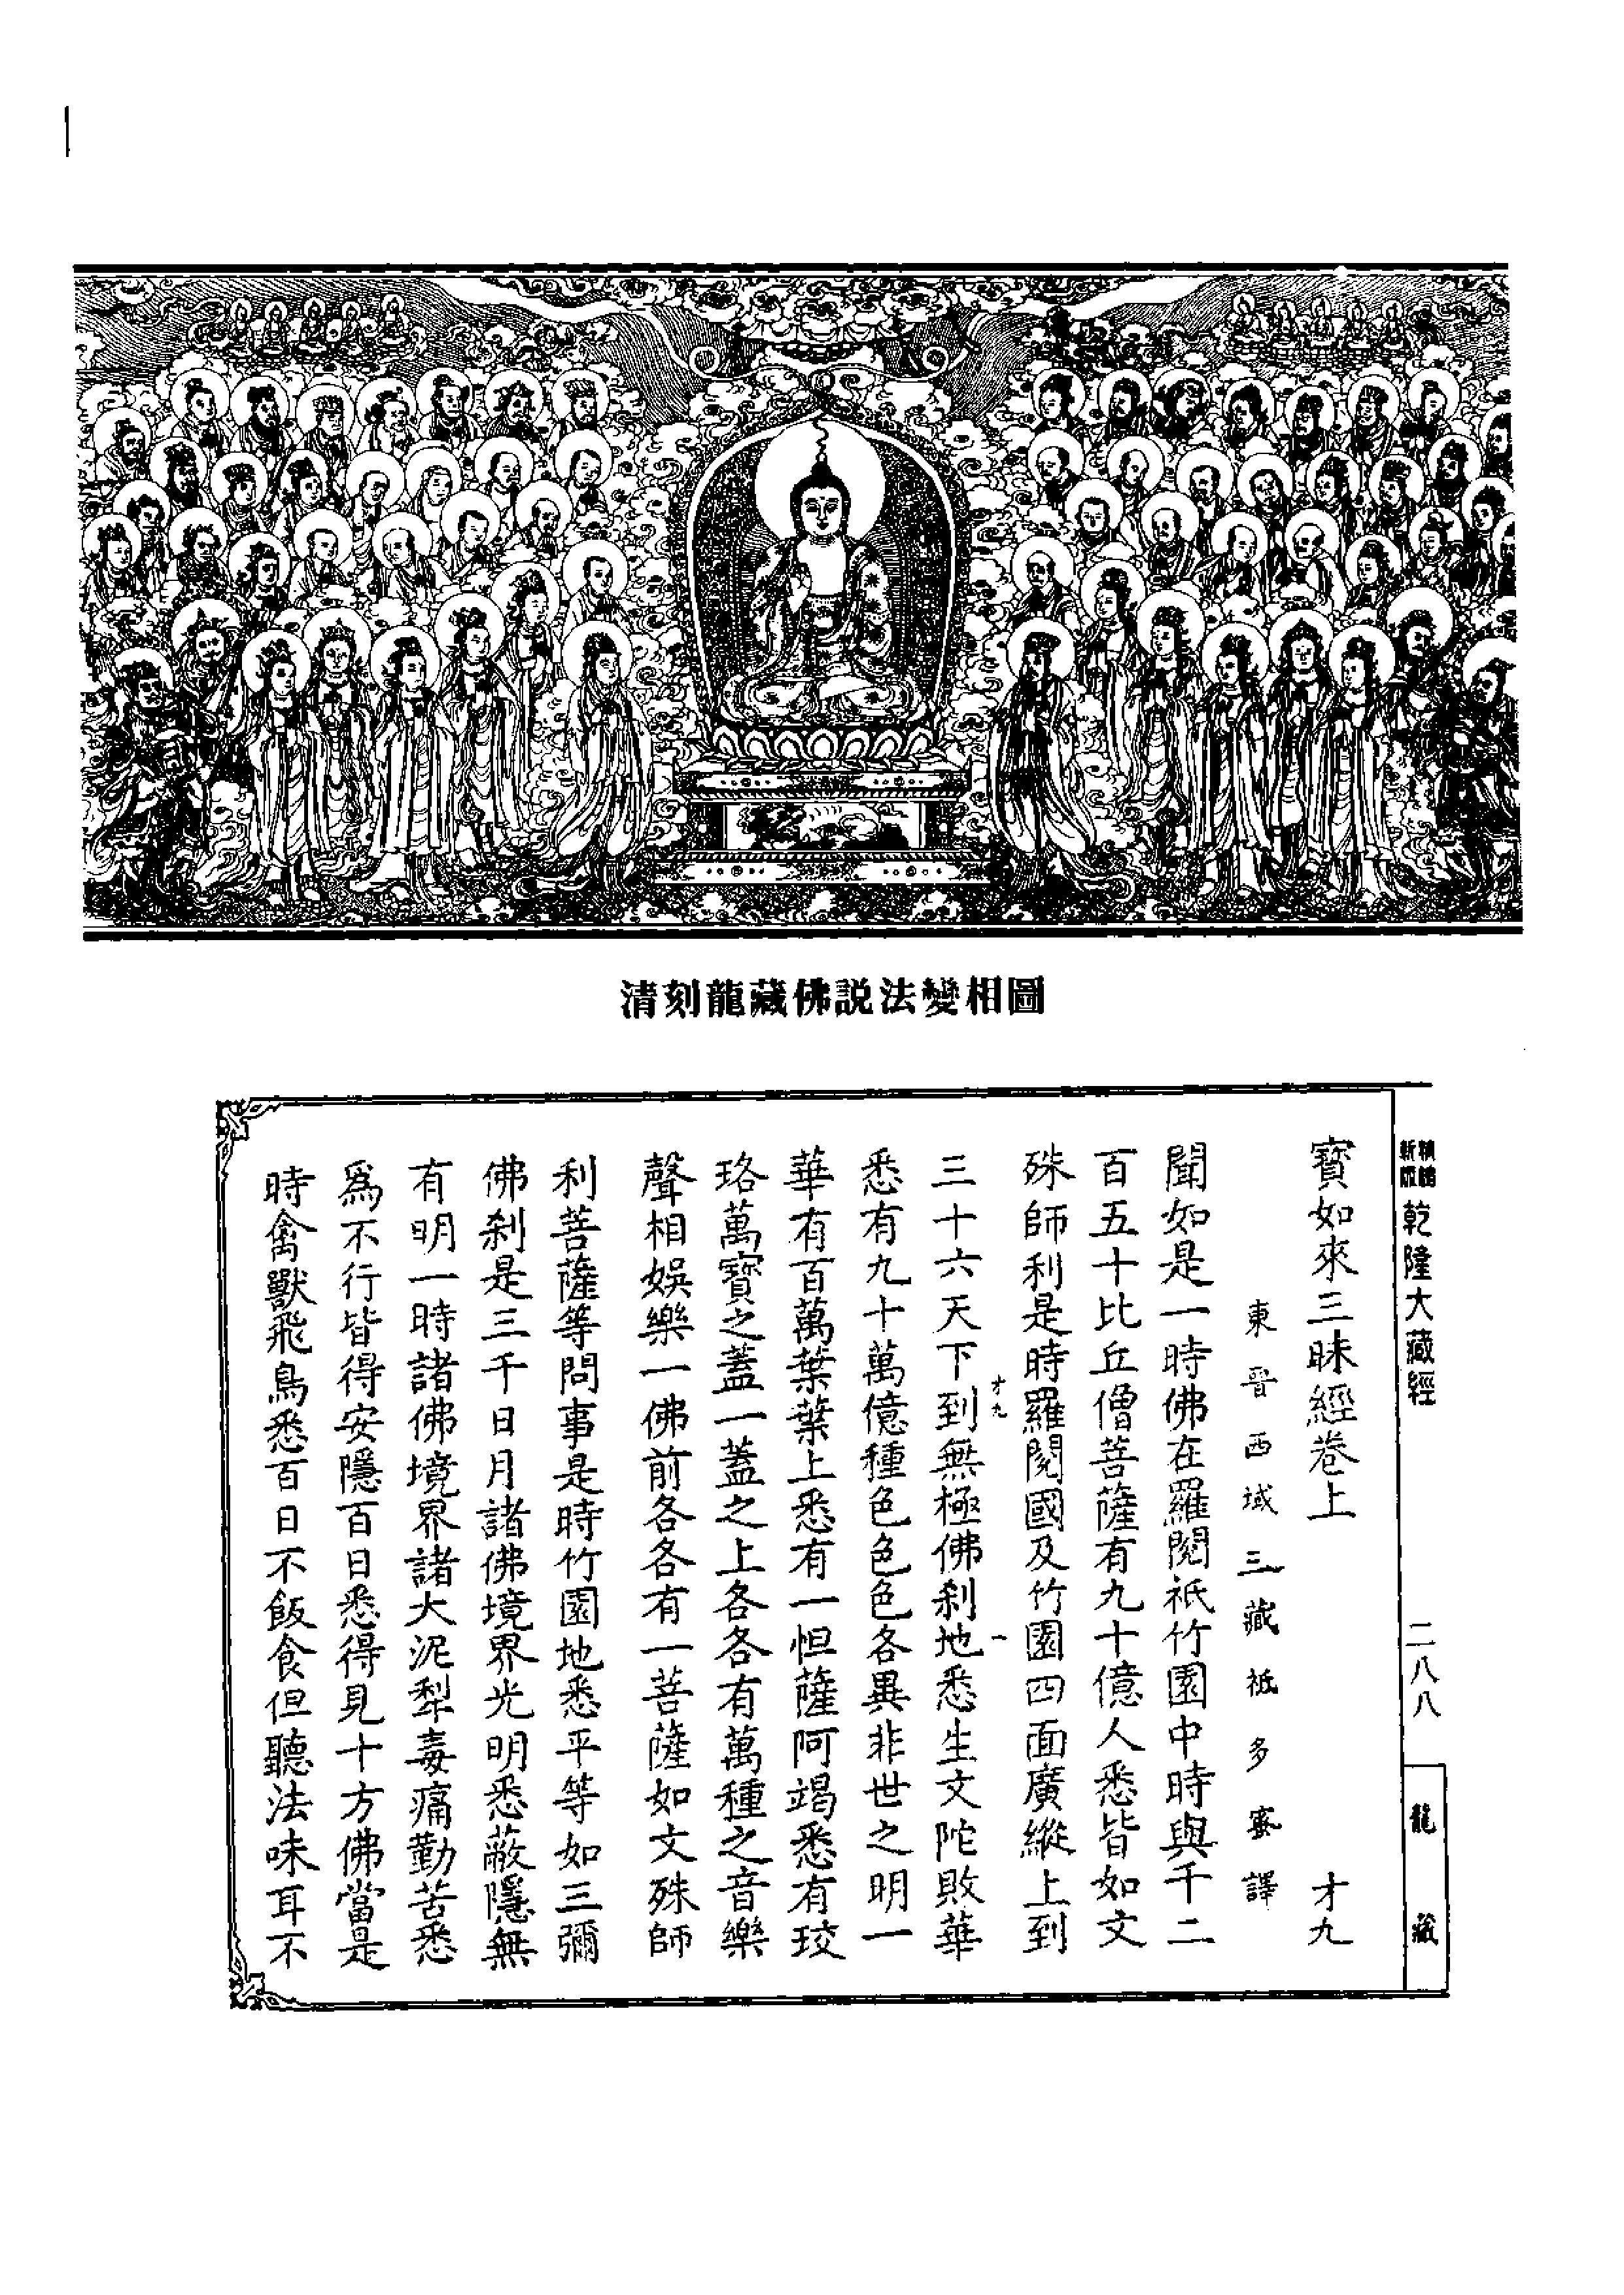 清刻龍藏佛説法變相圖
新版
精縮
乾隆大藏經
二八八
龍藏
寶如來三昧經卷上 才九
東晉西域三藏祇多蜜譯
聞如是一時佛在羅閱祇竹園中時與千二
百五十比丘僧菩薩有九十億人悉皆如文
殊師利是時羅閱國及竹園四面廣縱上到
才九 一
三十六天下到無極佛刹地悉生文陀敗華
悉有九十萬億種色色色各異非世之明一
華有百萬葉葉上悉有一怛薩阿竭悉有珓
珞萬寶之蓋一蓋之上各各有萬種之音樂
聲相娛樂一佛前各各有一菩薩如文殊師
利菩薩等問事是時竹園地悉平等如三彌
佛刹是三千日月諸佛境界光明悉蔽隱無
有明一時諸佛境界諸大泥犁毒痛勤苦悉
爲不行皆得安隱百日悉得見十方佛當是
時禽獸飛鳥悉百日不飯食但聽法味耳不